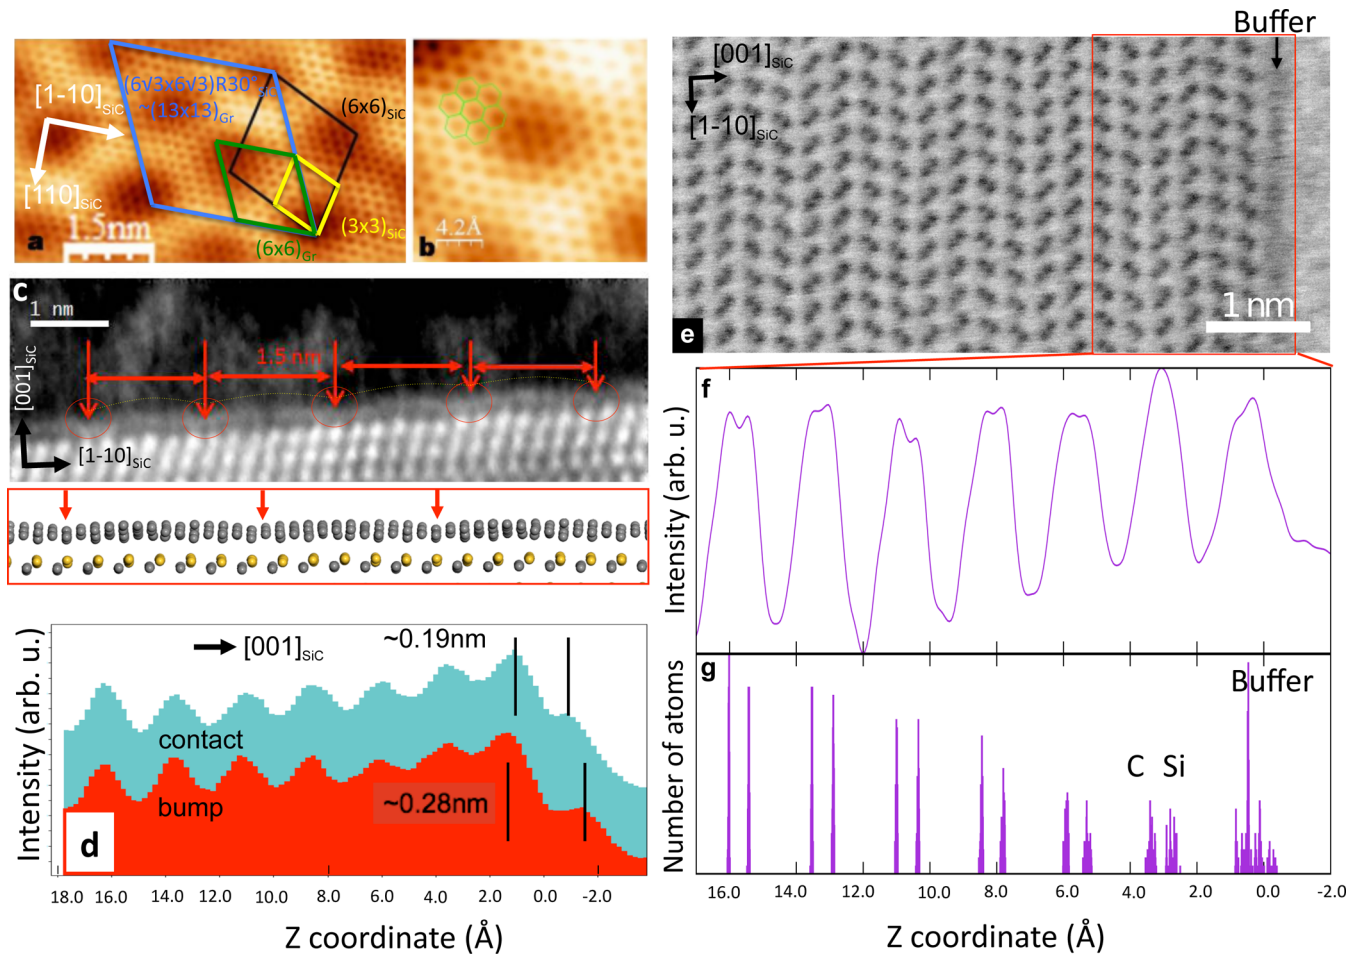 [1-10]SiC
[110]SiC
(6√3x6√3)R30°SiC
~(13x13)Gr
(6x6)SiC
(3x3)SiC
(6x6)Gr
1.5nm
a
4.2Å
b
c
1 nm
1.5 nm
[001]SiC
[1-10]SiC
Intensity (arb. u.)
[001]SiC
~0.19nm
contact
bump
~0.28nm
d
18.0 16.0 14.0 12.0 10.0 8.0 6.0 4.0 2.0 0.0 -2.0
Z coordinate (Å)
Buffer
[001]SiC
[1-10]SiC
e
1 nm
f
Intensity (arb. u.)
g
Buffer
C Si
Number of atoms
16.0 14.0 12.0 10.0 8.0 6.0 4.0 2.0 0.0 -2.0
Z coordinate (Å)